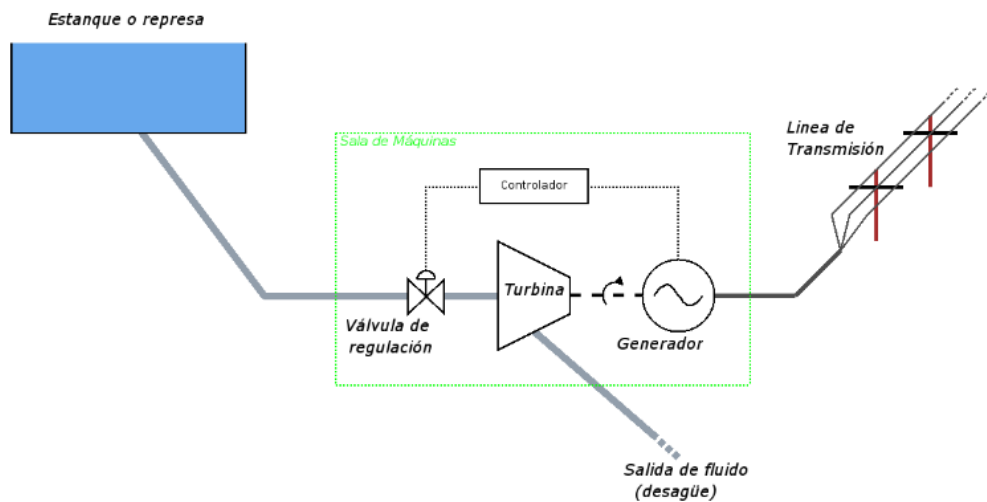 Estanque o represa
Linea de
Transmisión
Sala de Máquinas
Controlador
Turbina
Válvula de
regulación
Generador
Salida de fluido
(desagüe)